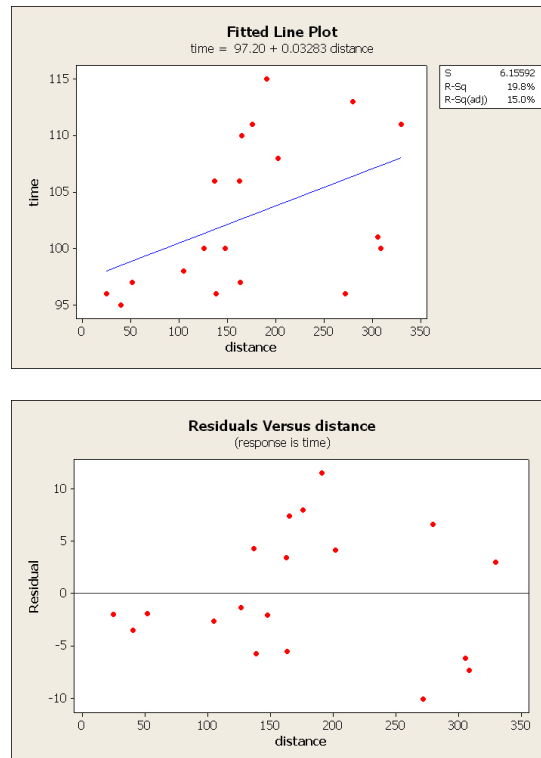 Fitted Line Plot
time = 97.20 + 0.03283 distance
S 6.15592
R-Sq 19.8%
R-Sq(adj) 15.0%
115
110
105
100
95
time
0 50 100 150 200 250 300 350
distance
Residuals Versus distance
(response is time)
10
5
0
-5
-10
Residual
0 50 100 150 200 250 300 350
distance